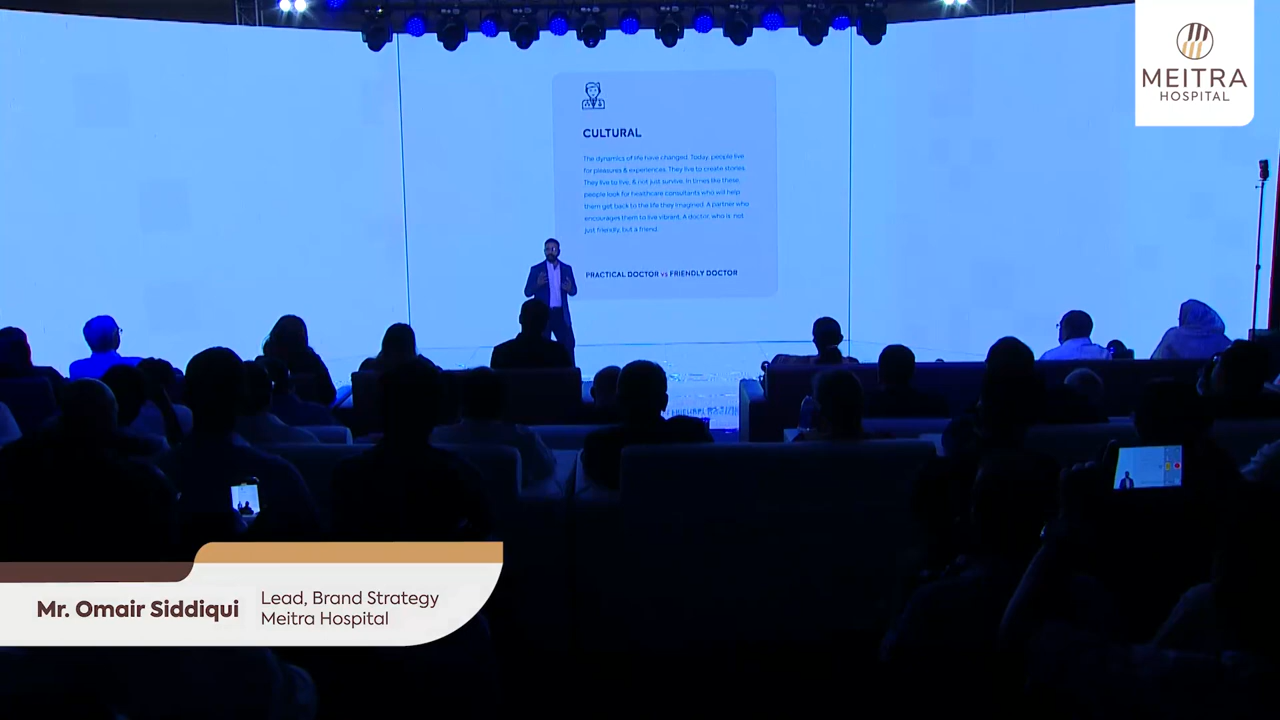 MEITRA
HOSPITAL
CULTURAL
The dynamics of life have changed. Today, people live
for pleasures & experiences. They live to create stories.
They live to live, & not just survive. In times like these,
people look for healthcare consultants who will help
them get back to the life they imagined. A partner who
encourages them to live vibrant. A doctor, who is not
just friendly, but a friend.
PRACTICAL DOCTOR vs FRIENDLY DOCTOR
Mr. Omair Siddiqui
Lead, Brand Strategy
Meitra Hospital